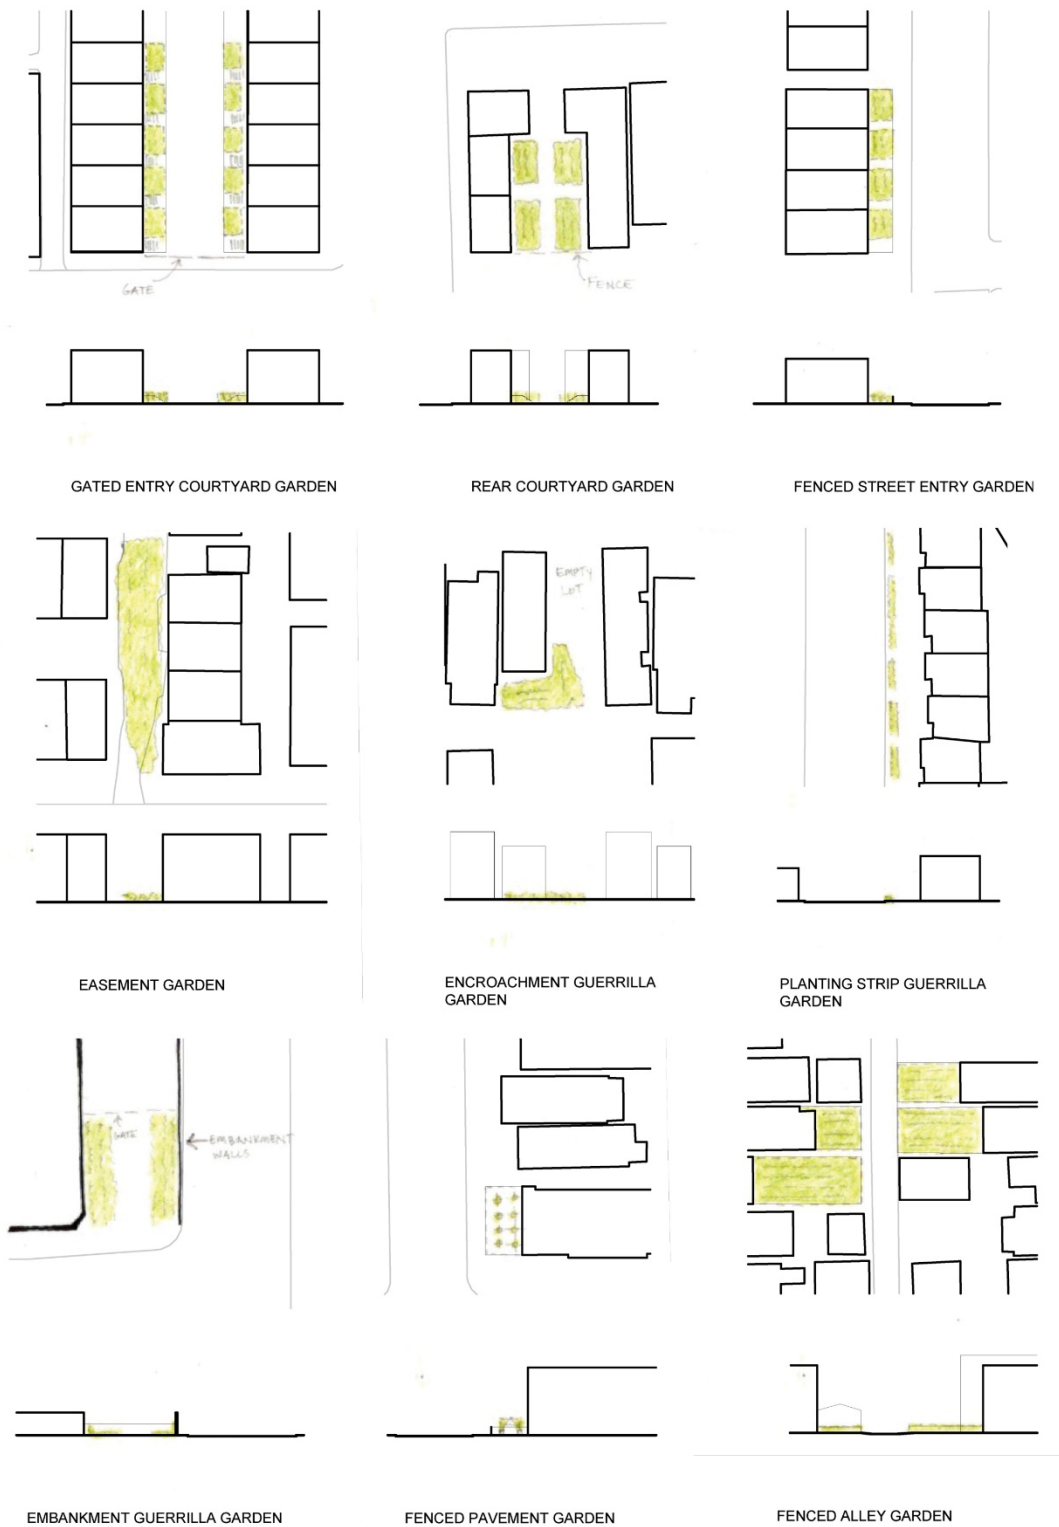 GATE
FENCE
GATED ENTRY COURTYARD GARDEN
REAR COURTYARD GARDEN
FENCED STREET ENTRY GARDEN
EMPTY
LOT
EASEMENT GARDEN
ENCROACHMENT GUERRILLA
GARDEN
PLANTING STRIP GUERRILLA
GARDEN
GATE
EMBANKMENT
WALLS
EMBANKMENT GUERRILLA GARDEN
FENCED PAVEMENT GARDEN
FENCED ALLEY GARDEN